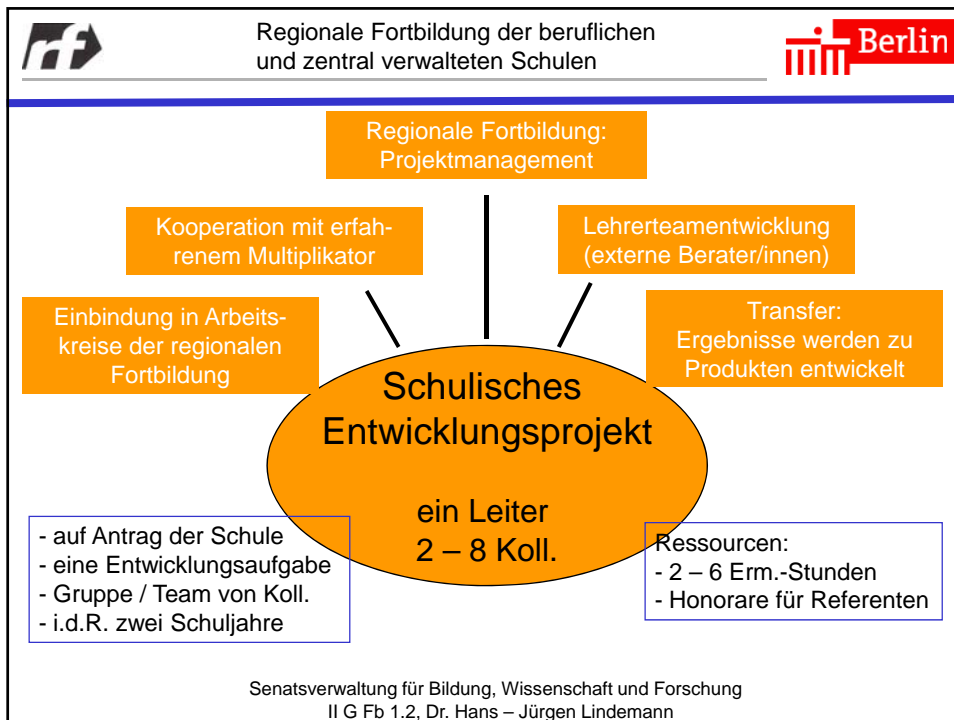 rf
Regionale Fortbildung der beruflichen
und zentral verwalteten Schulen
Berlin
Regionale Fortbildung:
Projektmanagement
Kooperation mit erfah-
renem Multiplikator
Lehrerteamentwicklung
(externe Berater/innen)
Einbindung in Arbeits-
kreise der regionalen
Fortbildung
Transfer:
Ergebnisse werden zu
Produkten entwickelt
Schulisches
Entwicklungsprojekt
ein Leiter
2 – 8 Koll.
- auf Antrag der Schule
- eine Entwicklungsaufgabe
- Gruppe / Team von Koll.
- i.d.R. zwei Schuljahre
Ressourcen:
- 2 – 6 Erm.-Stunden
- Honorare für Referenten
Senatsverwaltung für Bildung, Wissenschaft und Forschung
II G Fb 1.2, Dr. Hans – Jürgen Lindemann